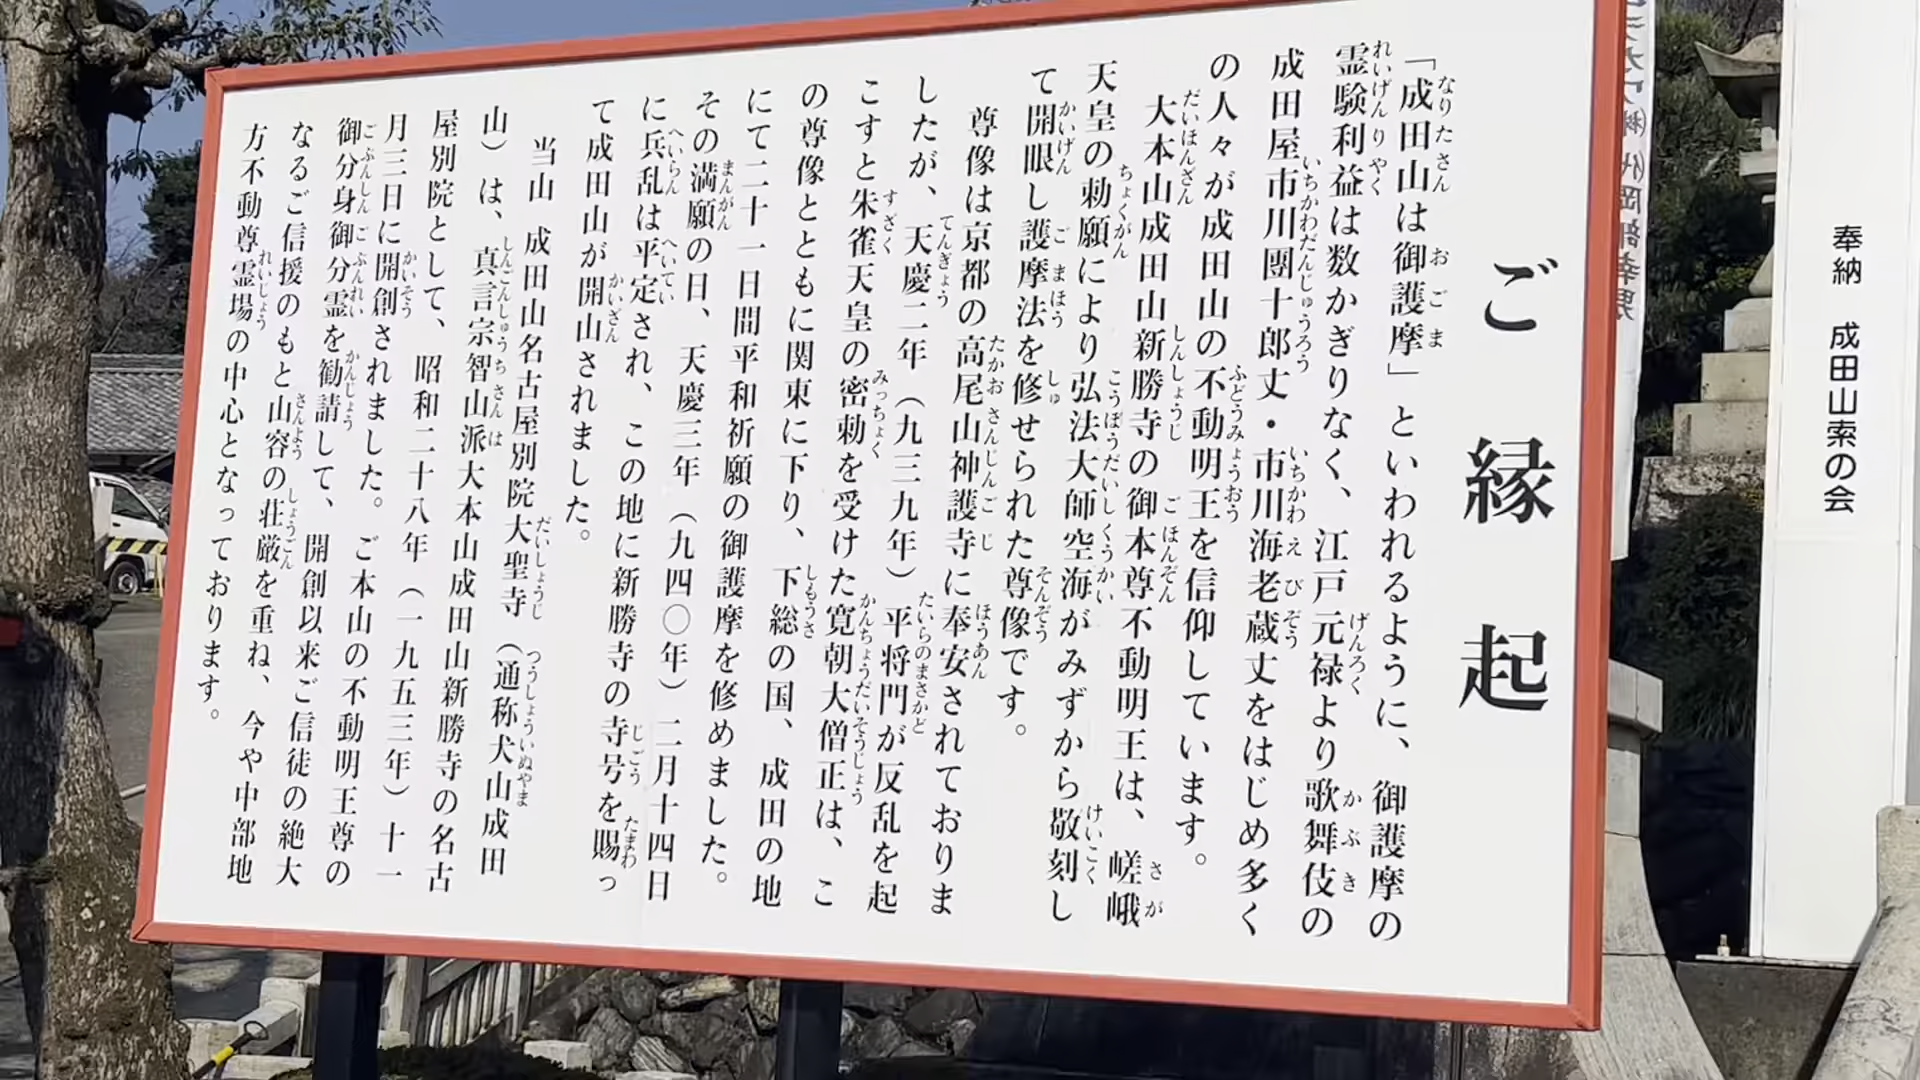 ご縁起
「成田山は御護摩」といわれるように、御護摩の
霊験利益は数かぎりなく、江戸元禄より歌舞伎の
成田屋市川團十郎丈・市川海老蔵丈をはじめ多く
の人々が成田山の不動明王を信仰しています。
大本山成田山新勝寺の御本尊不動明王は、嵯峨
天皇の勅願により弘法大師空海がみずから敬刻し
て開眼し護摩法を修せられた尊像です。
尊像は京都の高尾山神護寺に奉安されておりま
したが、天慶二年（九三九年）平将門が反乱を起
こすと朱雀天皇の密勅を受けた寛朝大僧正は、こ
の尊像とともに関東に下り、下総の国、成田の地
にて二十一日間平和祈願の御護摩を修めました。
その満願の日、天慶三年（九四〇年）二月十四日
に兵乱は平定され、この地に新勝寺の寺号を賜っ
て成田山が開山されました。
当山 成田山名古屋別院大聖寺（通称犬山成田
山）は、真言宗智山派大本山成田山新勝寺の名古
屋別院として、昭和二十八年（一九五三年）十一
月三日に開創されました。ご本山の不動明王尊の
御分身御分霊を勧請して、開創以来ご信徒の絶大
なるご信援のもと山容の荘厳を重ね、今や中部地
方不動尊霊場の中心となっております。
奉納 成田山索の会